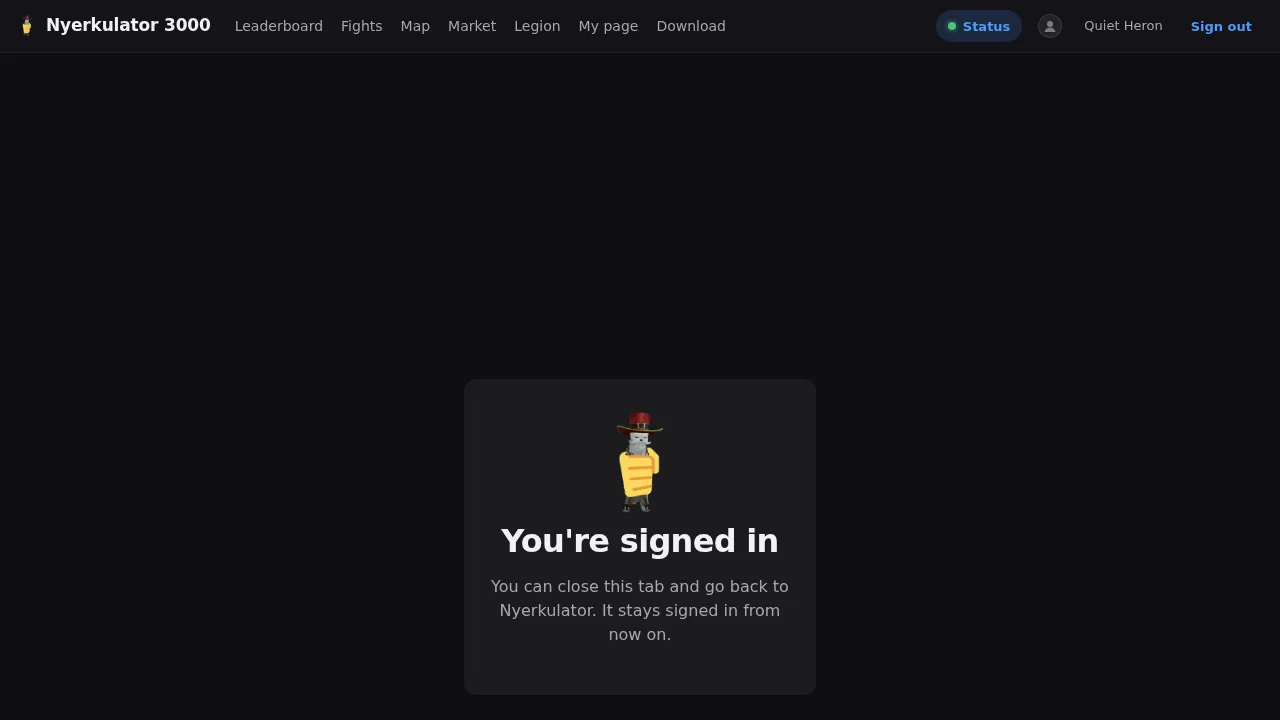 Nyerkulator 3000
Leaderboard Fights Map Market Legion My page Download
Status
Quiet Heron
Sign out
You're signed in
You can close this tab and go back to
Nyerkulator. It stays signed in from
now on.